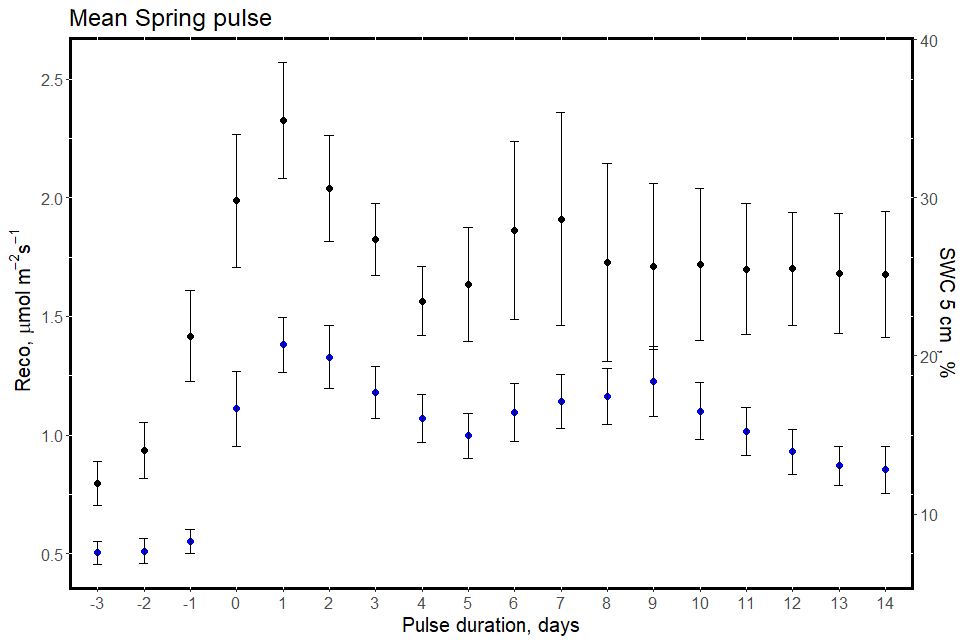 Mean Spring pulse
2.5
2.0
1.5
1.0
0.5
Reco, μmol m⁻²s⁻¹
40
30
20
10
SWC 5 cm, %
-3 -2 -1 0 1 2 3 4 5 6 7 8 9 10 11 12 13 14
Pulse duration, days